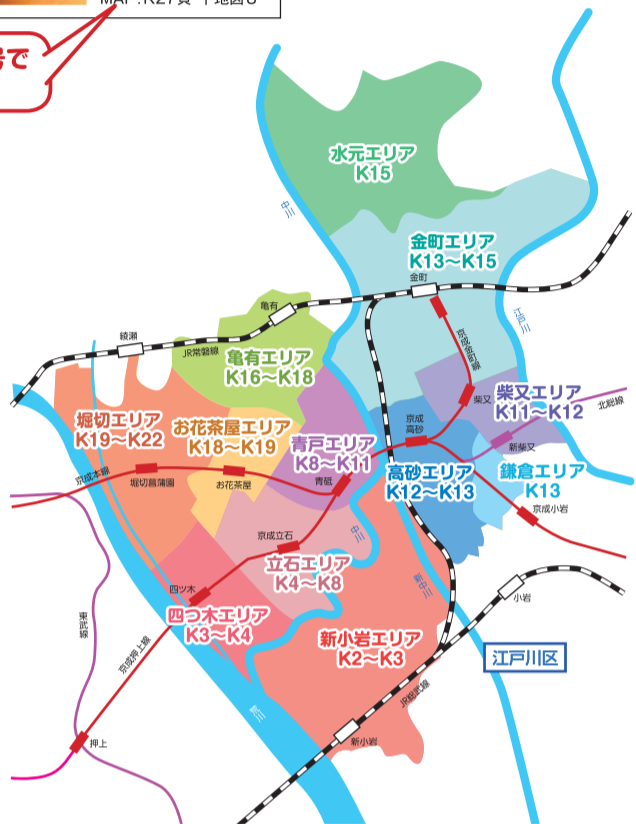 MAP:K27頁 下地図C
号で
水元エリア
K15
中川
金町エリア
K13〜K15
金町
亀有
江戸川
綾瀬
JR常磐線
京成金町線
亀有エリア
K16〜K18
柴又
柴又エリア
K11〜K12
北総線
堀切エリア
K19〜K22
お花茶屋エリア
K18〜K19
京成
高砂
青戸エリア
K8〜K11
新柴又
高砂エリア
K12〜K13
鎌倉エリア
K13
京成本線
堀切菖蒲園
お花茶屋
青砥
京成小岩
京成立石
中川
立石エリア
K4〜K8
新中川
四ツ木
小岩
四つ木エリア
K3〜K4
東武線
新小岩エリア
K2〜K3
京成押上線
江戸川区
荒川
JR総武線
押上
新小岩